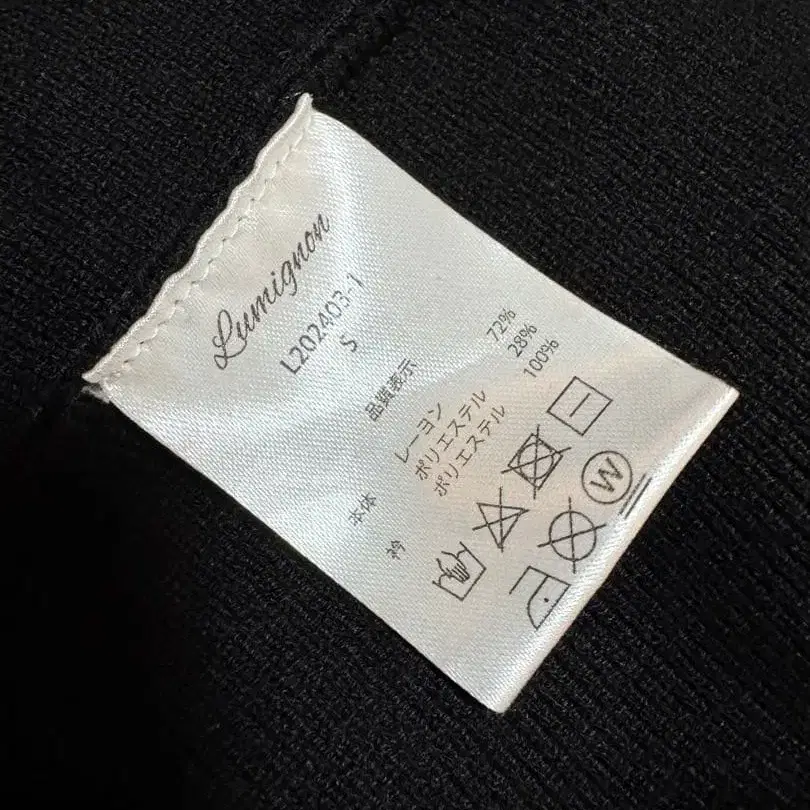 Lumignon
L202403-1
S
品質表示
本体 レーヨン 72%
ポリエステル 28%
衿 ポリエステル 100%
W